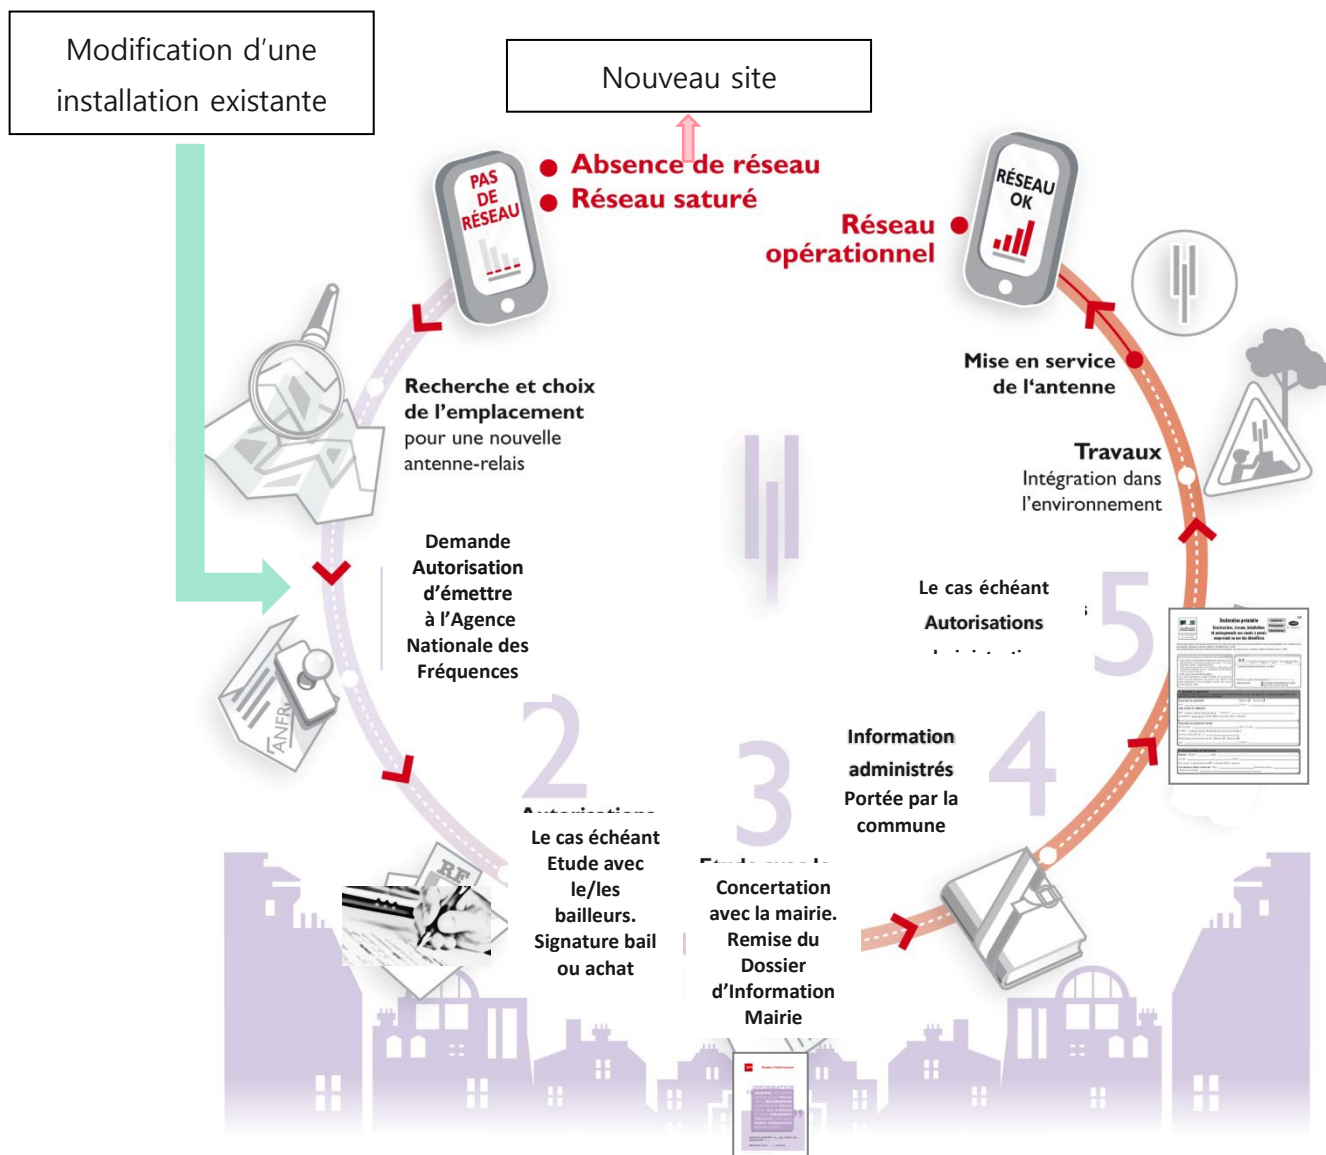 Modification d'une
installation existante
Nouveau site
Absence de réseau
Réseau saturé
PAS
DE
RÉSEAU
RÉSEAU
OK
Réseau
opérationnel
Recherche et choix
de l'emplacement
pour une nouvelle
antenne-relais
Mise en service
de l'antenne
Travaux
Intégration dans
l'environnement
Demande
Autorisation
d'émettre
à l'Agence
Nationale des
Fréquences
ANFR
2
Le cas échéant
Etude avec
le/les
bailleurs.
Signature bail
ou achat
RF
3
Concertation
avec la mairie.
Remise du
Dossier
d'Information
Mairie
4
Information
administrés
Portée par la
commune
5
Le cas échéant
Autorisations
Déclaration préalable